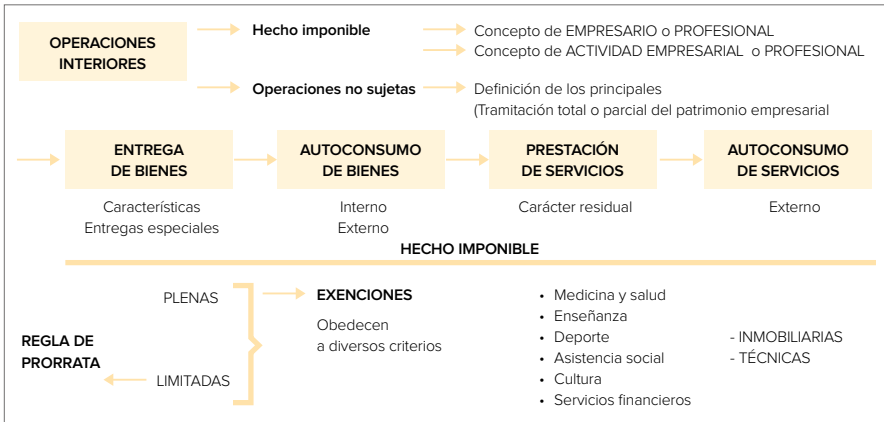 OPERACIONES
INTERIORES
Hecho imponible
Concepto de EMPRESARIO o PROFESIONAL
Concepto de ACTIVIDAD EMPRESARIAL o PROFESIONAL
Operaciones no sujetas
Definición de los principales
(Tramitación total o parcial del patrimonio empresarial
ENTREGA
DE BIENES
AUTOCONSUMO
DE BIENES
PRESTACIÓN
DE SERVICIOS
AUTOCONSUMO
DE SERVICIOS
Características
Entregas especiales
Interno
Externo
Carácter residual
Externo
HECHO IMPONIBLE
REGLA DE
PRORRATA
PLENAS
LIMITADAS
EXENCIONES
Obedecen
a diversos criterios
• Medicina y salud
• Enseñanza
• Deporte
• Asistencia social
• Cultura
• Servicios financieros
- INMOBILIARIAS
- TÉCNICAS